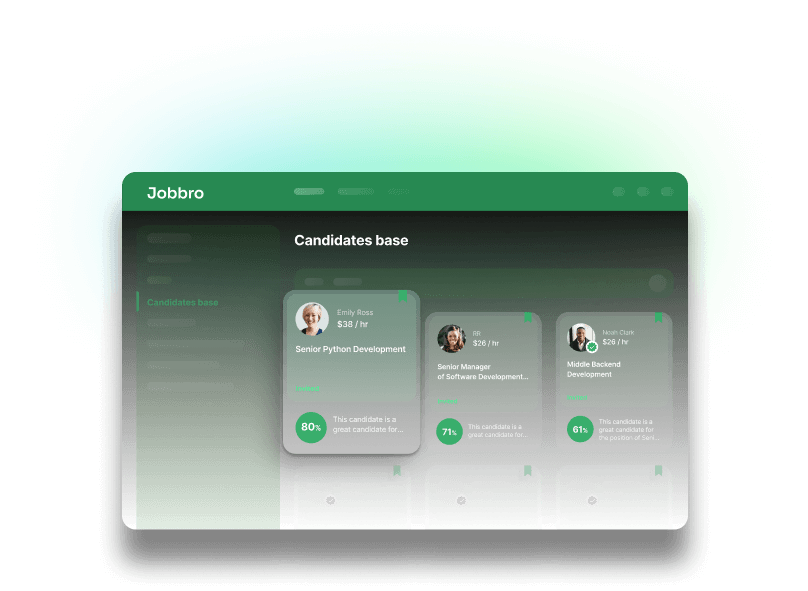 Jobbro
Candidates base
Candidates base
Emily Ross
$38 / hr
Senior Python Development
80%
This candidate is a
great candidate for...
RR
$26 / hr
Senior Manager
of Software Development...
71%
This candidate is a
great candidate for...
Noah Clark
$26 / hr
Middle Backend
Development
61%
This candidate is a
great candidate for
the position of Seni...